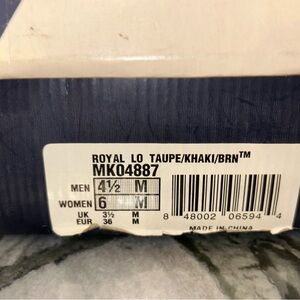 ROYAL LO TAUPE/KHAKI/BRN™
MK04887
MEN 4½ M
WOMEN 6 M
UK 3½ M
EUR 36 M
8 48002 06594 4
MADE IN CHINA